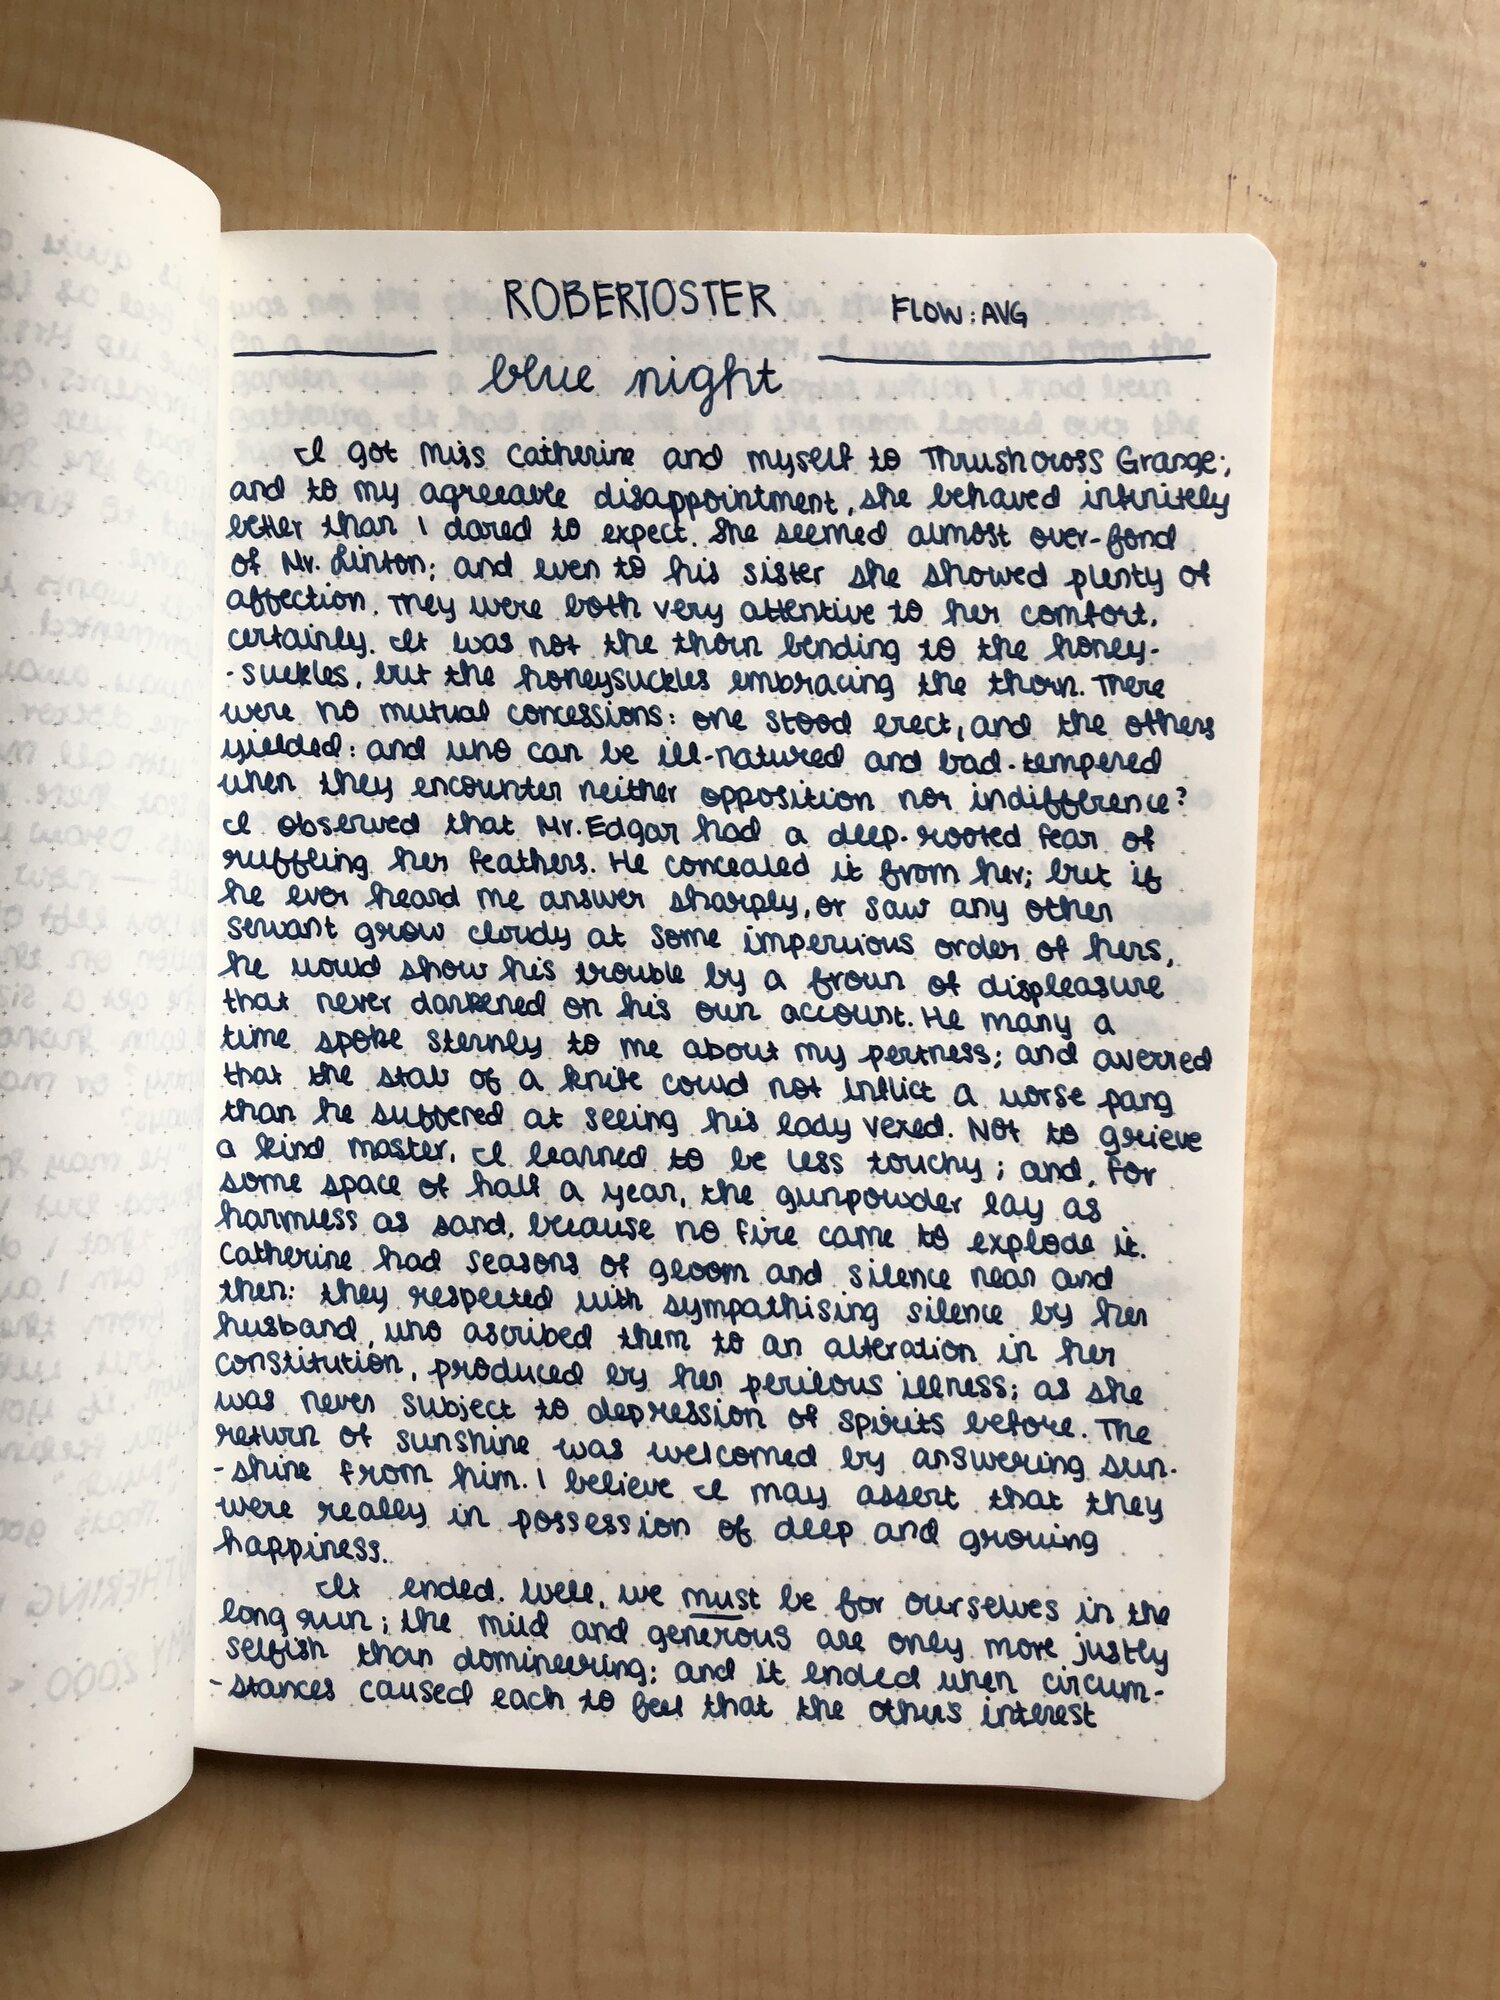 ROBERTOSTER
FLOW: AVG
blue night
I got Miss Catherine and myself to Thrushcross Grange;
and to my agreeable disappointment, she behaved infinitely
better than I dared to expect. She seemed almost over-fond
of Mr. Linton; and even to his sister she showed plenty of
affection. They were both very attentive to her comfort,
certainly. It was not the thorn bending to the honey-
-suckles, but the honeysuckles embracing the thorn. There
were no mutual concessions: one stood erect, and the others
yielded: and who can be ill-natured and bad-tempered
when they encounter neither opposition nor indifference?
I observed that Mr. Edgar had a deep-rooted fear of
ruffling her feathers. He concealed it from her; but if
he ever heard me answer sharply, or saw any other
servant grow cloudy at some imperious order of hers,
he would show his trouble by a frown of displeasure
that never darkened on his own account. He many a
time spoke sternly to me about my pertness; and averred
that the stab of a knife could not inflict a worse pang
than he suffered at seeing his lady vexed. Not to grieve
a kind master, I learned to be less touchy; and, for
some space of half a year, the gunpowder lay as
harmless as sand, because no fire came to explode it.
Catherine had seasons of gloom and silence near and
then: they respected with sympathising silence by her
husband, who ascribed them to an alteration in her
constitution, produced by her perilous illness; as she
was never subject to depression of spirits before. The
return of sunshine was welcomed by answering sun-
-shine from him. I believe I may assert that they
were really in possession of deep and growing
happiness.
It ended. Well, we must be for ourselves in the
long run; the mild and generous are only more justly
selfish than domineering; and it ended when circum-
-stances caused each to feel that the other's interest